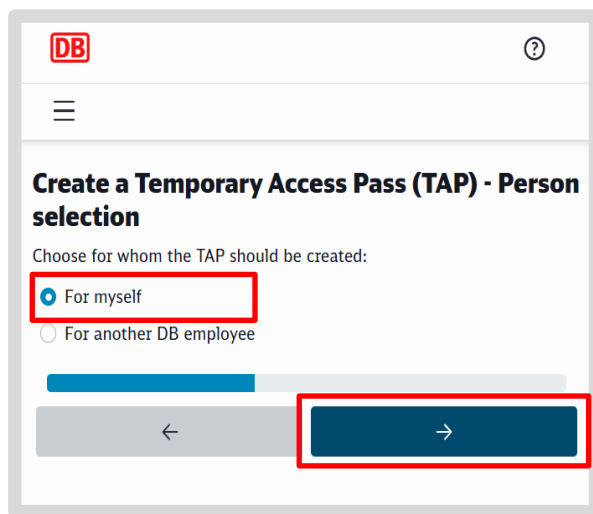 DB
?
Create a Temporary Access Pass (TAP) - Person
selection
Choose for whom the TAP should be created:
For myself
For another DB employee
← →